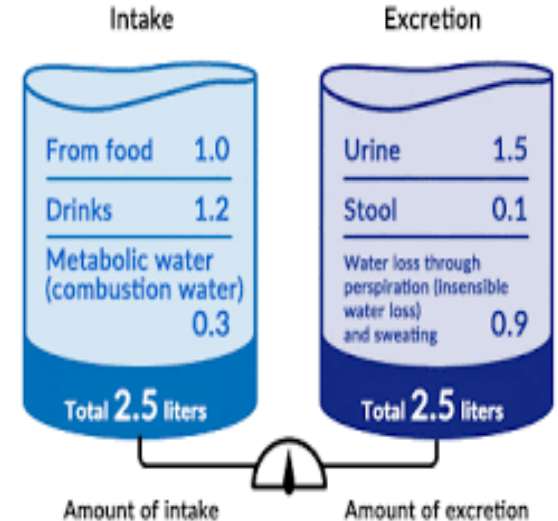 Intake
Excretion
From food 1.0
Drinks 1.2
Metabolic water
(combustion water)
0.3
Total 2.5 liters
Urine 1.5
Stool 0.1
Water loss through
perspiration (insensible
water loss)
and sweating 0.9
Total 2.5 liters
Amount of intake
Amount of excretion